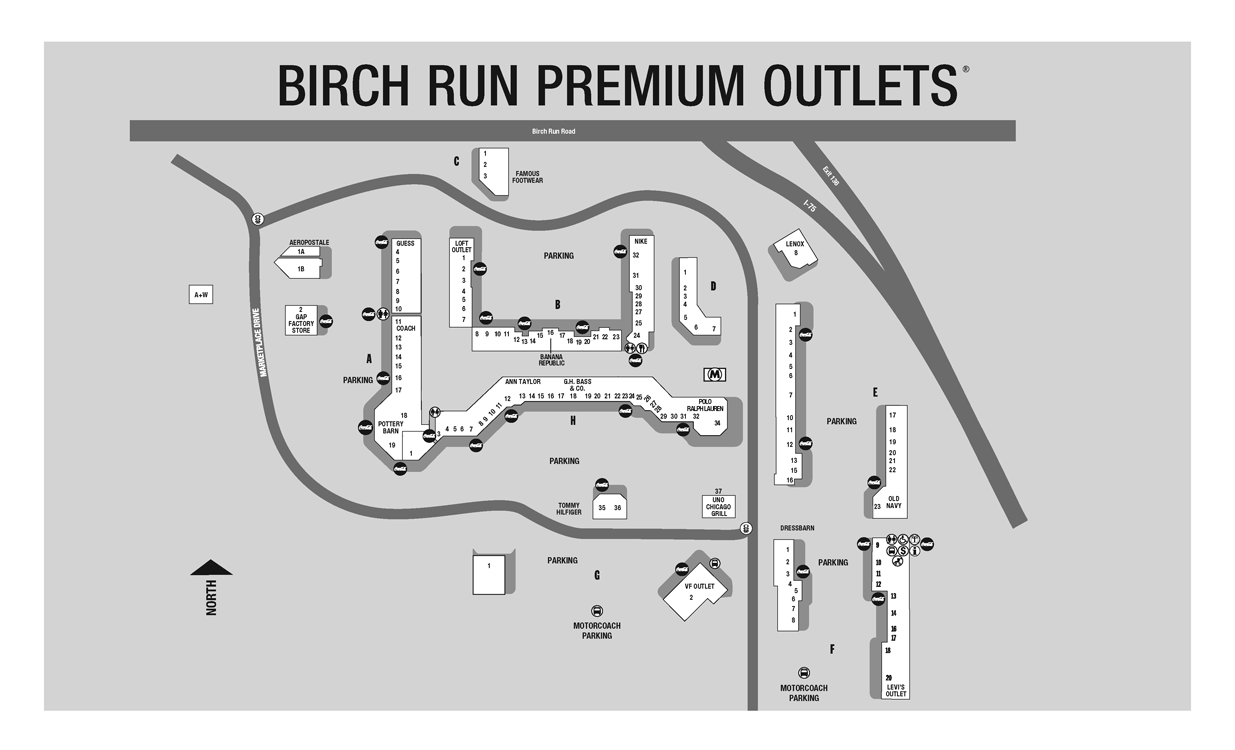 BIRCH RUN PREMIUM OUTLETS®
Birch Run Road
Exit 136
I-75
MARKETPLACE DRIVE
C
1
2
3
FAMOUS
FOOTWEAR
AEROPOSTALE
1A
1B
A+W
2
GAP
FACTORY
STORE
GUESS
4
5
6
7
8
9
10
11
COACH
12
13
14
15
16
17
18
POTTERY
BARN
19
1
A
PARKING
LOFT
OUTLET
1
2
3
4
5
6
7
8 9 10 11 12 13 14 15 16 17 18 19 20 21 22 23
BANANA
REPUBLIC
PARKING
B
NIKE
32
31
30
29
28
27
25
24
D
1
2
3
4
5
6
7
M
LENOX
8
ANN TAYLOR
G.H. BASS
& CO.
POLO
RALPH LAUREN
3 4 5 6 7 8 9 10 11 12 13 14 15 16 17 18 19 20 21 22 23 24 25 26 27 28 29 30 31 32
34
H
PARKING
TOMMY
HILFIGER
35 36
37
UNO
CHICAGO
GRILL
1
2
3
4
5
6
7
10
11
12
13
15
16
E
PARKING
17
18
19
20
21
22
OLD
NAVY
23
1
PARKING
G
MOTORCOACH
PARKING
VF OUTLET
2
DRESSBARN
1
2
3
4
5
6
7
8
PARKING
F
MOTORCOACH
PARKING
9
10
11
12
13
14
16
17
18
20
LEVI'S
OUTLET
NORTH